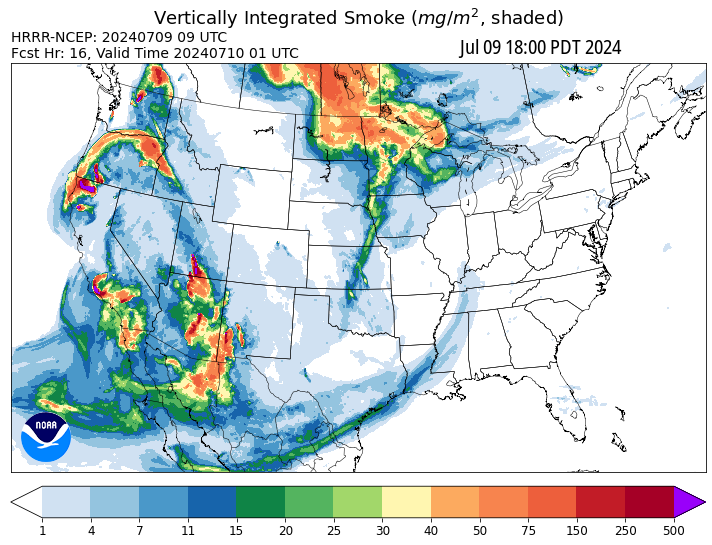 Vertically Integrated Smoke (mg/m², shaded)
HRRR-NCEP: 20240709 09 UTC
Fcst Hr: 16, Valid Time 20240710 01 UTC
Jul 09 18:00 PDT 2024
NOAA
1 4 7 11 15 20 25 30 40 50 75 150 250 500